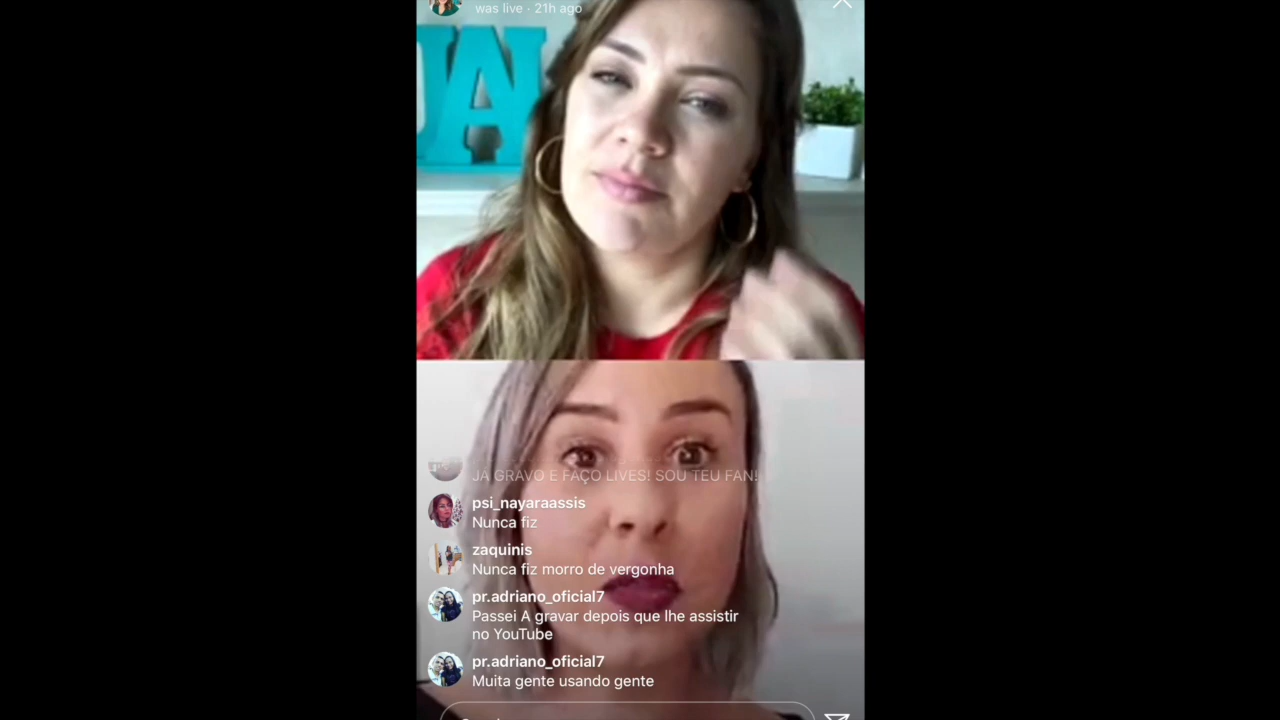 was live · 21h ago
JA GRAVO E FAÇO LIVES! SOU TEU FAN!
psi_nayaraassis
Nunca fiz
zaquinis
Nunca fiz morro de vergonha
pr.adriano_oficial7
Passei A gravar depois que lhe assistir
no YouTube
pr.adriano_oficial7
Muita gente usando gente